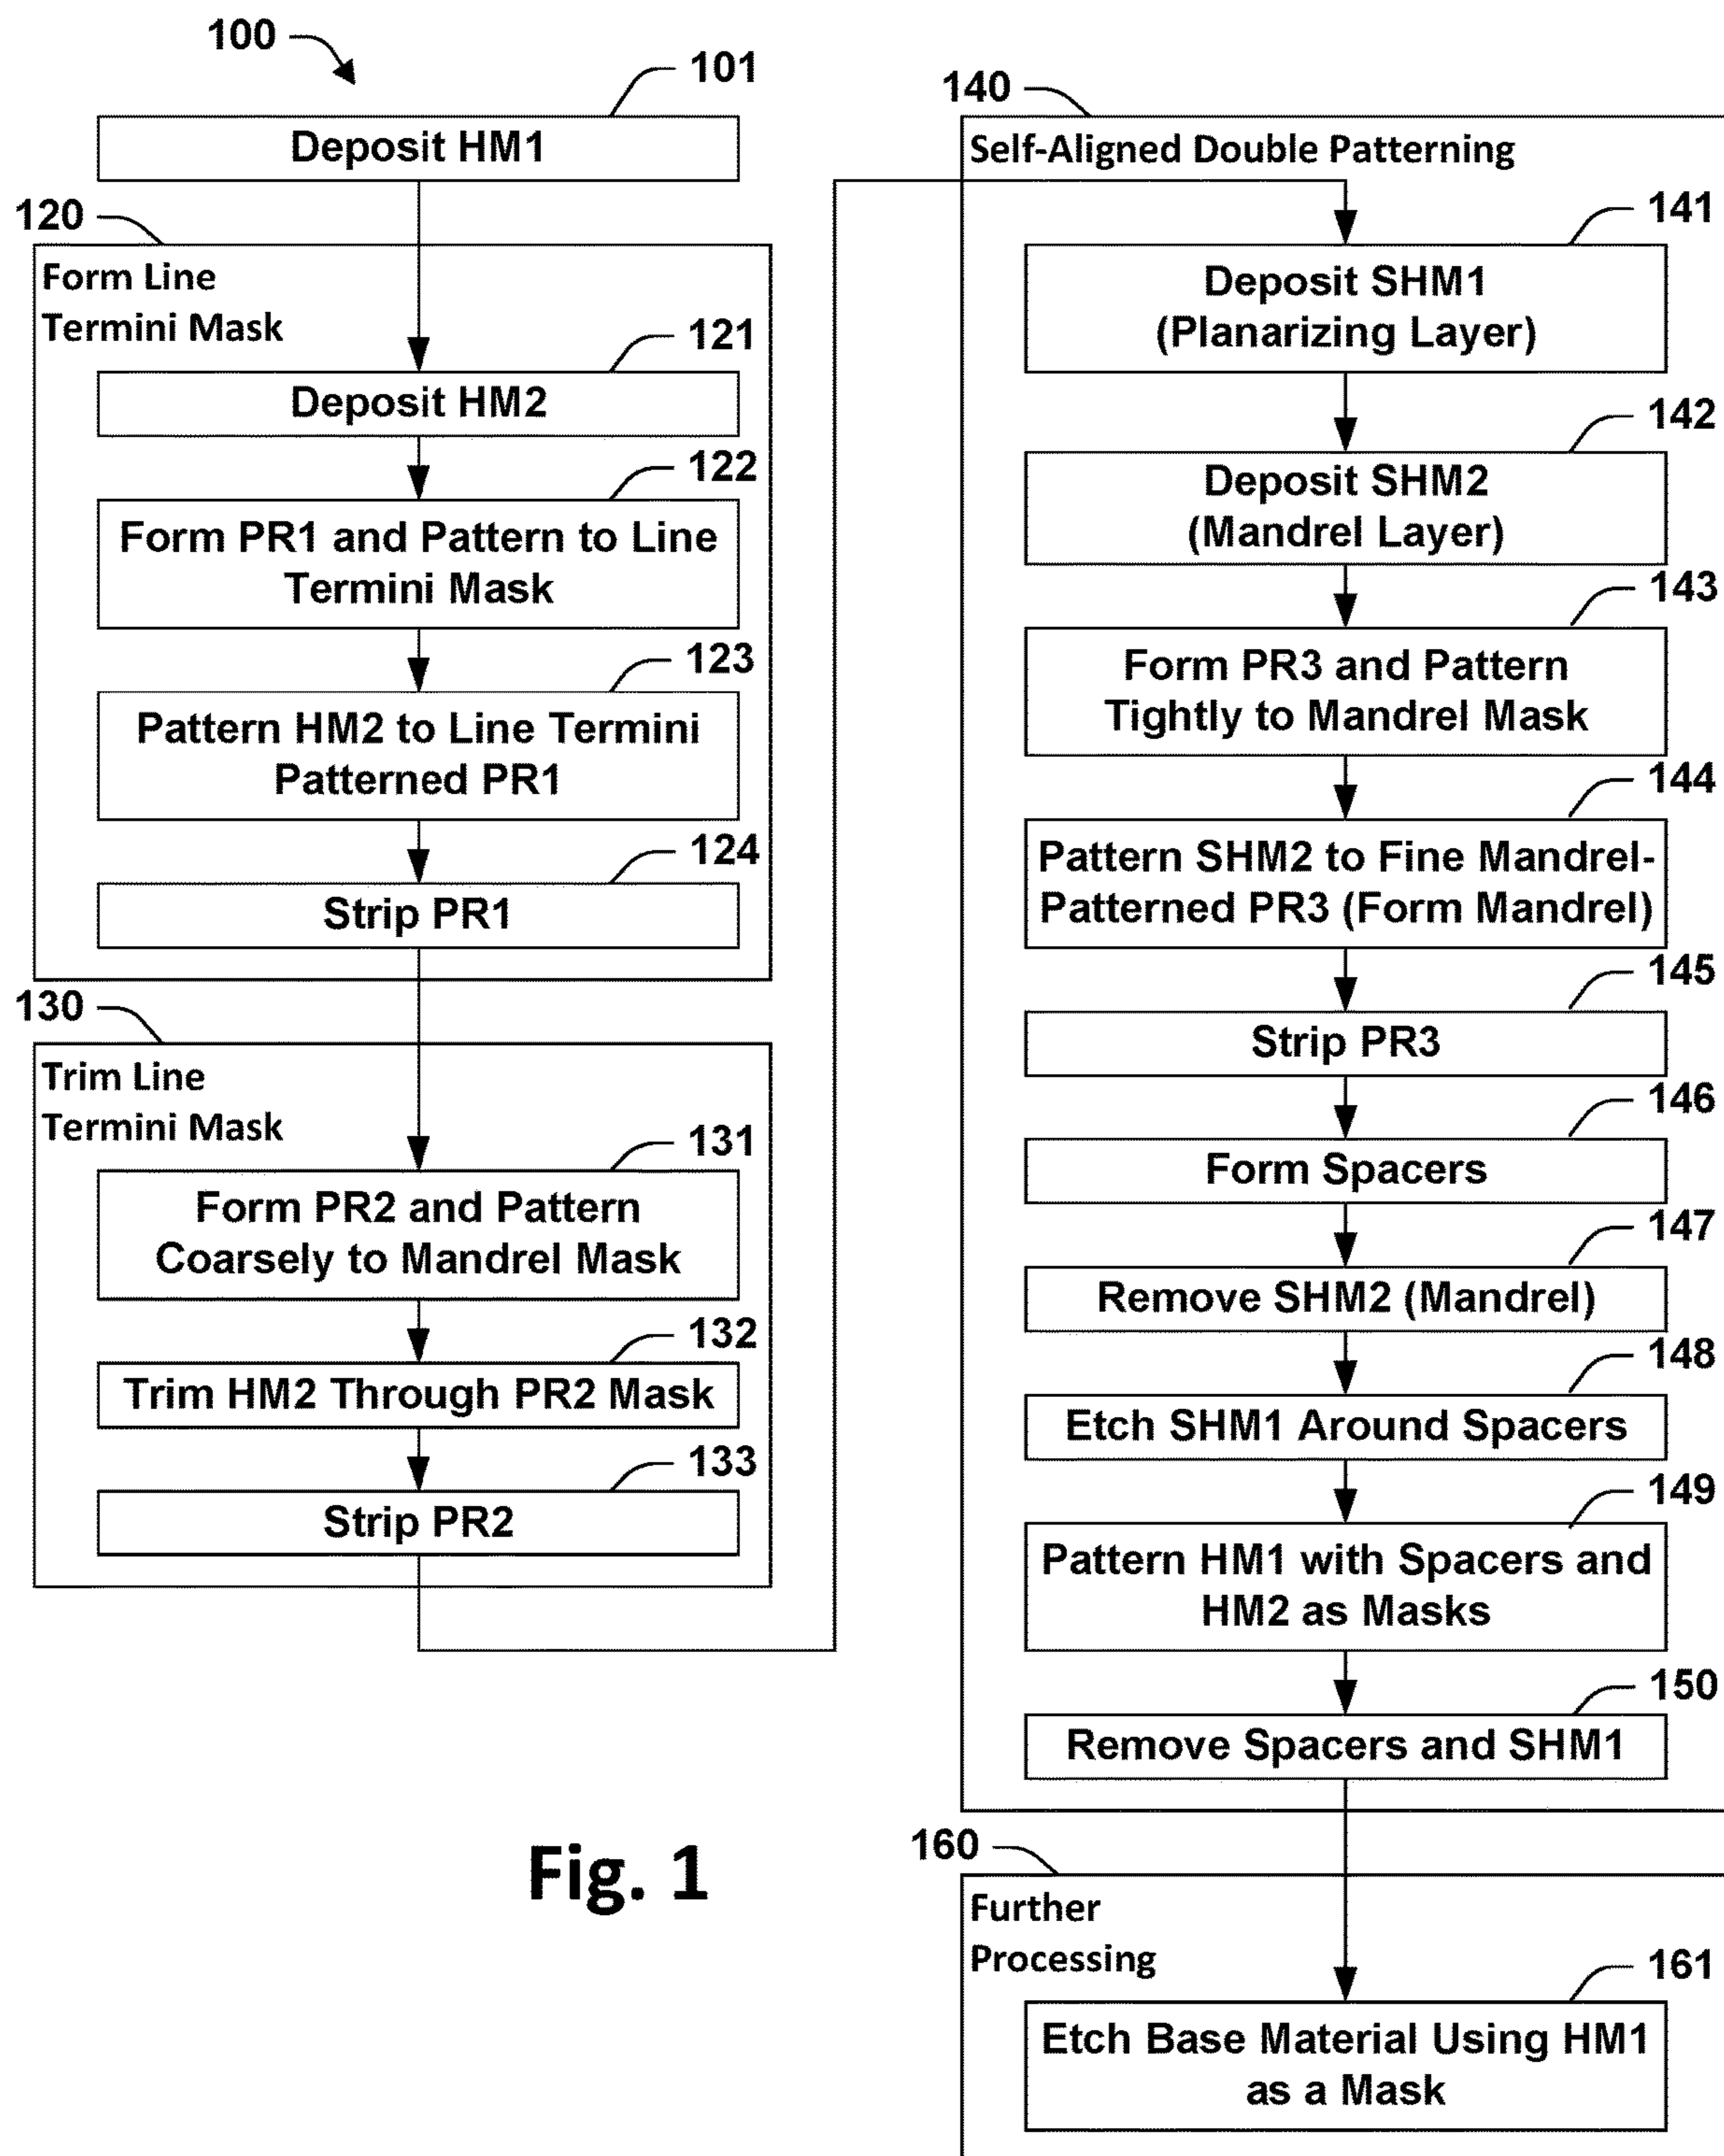 100
101
Deposit HM1
120
Form Line
Termini Mask
121
Deposit HM2
122
Form PR1 and Pattern to Line
Termini Mask
123
Pattern HM2 to Line Termini
Patterned PR1
124
Strip PR1
130
Trim Line
Termini Mask
131
Form PR2 and Pattern
Coarsely to Mandrel Mask
132
Trim HM2 Through PR2 Mask
133
Strip PR2
140
Self-Aligned Double Patterning
141
Deposit SHM1
(Planarizing Layer)
142
Deposit SHM2
(Mandrel Layer)
143
Form PR3 and Pattern
Tightly to Mandrel Mask
144
Pattern SHM2 to Fine Mandrel-
Patterned PR3 (Form Mandrel)
145
Strip PR3
146
Form Spacers
147
Remove SHM2 (Mandrel)
148
Etch SHM1 Around Spacers
149
Pattern HM1 with Spacers and
HM2 as Masks
150
Remove Spacers and SHM1
160
Further
Processing
161
Etch Base Material Using HM1
as a Mask
Fig. 1